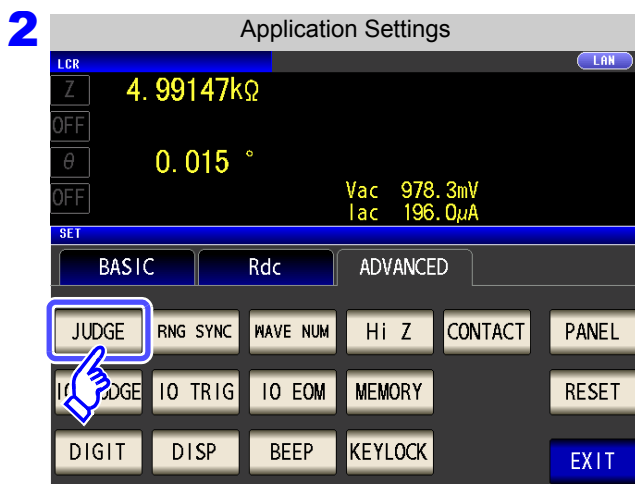 2
Application Settings
LCR
LAN
Z 4.99147kΩ
OFF
θ 0.015 °
OFF
Vac 978.3mV
Iac 196.0µA
SET
BASIC Rdc ADVANCED
JUDGE RNG SYNC WAVE NUM Hi Z CONTACT PANEL
IO JUDGE IO TRIG IO EOM MEMORY RESET
DIGIT DISP BEEP KEYLOCK EXIT